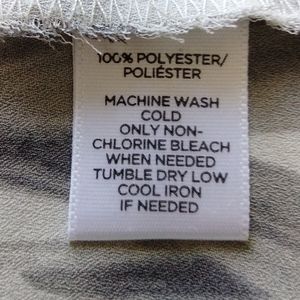 100% POLYESTER/
POLIÉSTER
MACHINE WASH
COLD
ONLY NON-
CHLORINE BLEACH
WHEN NEEDED
TUMBLE DRY LOW
COOL IRON
IF NEEDED